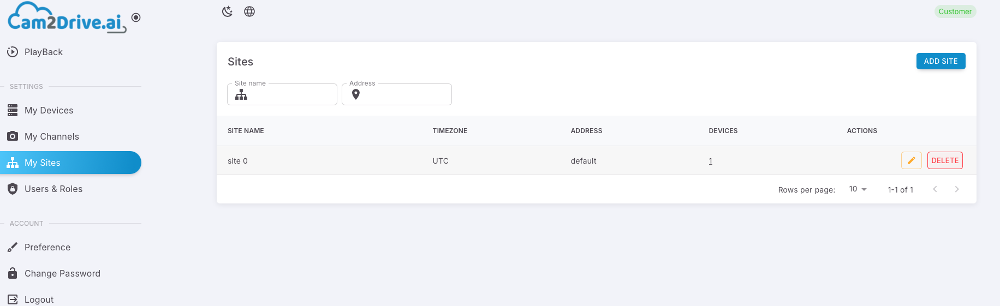 Cam2Drive.ai
Customer
PlayBack
SETTINGS
My Devices
My Channels
My Sites
Users & Roles
ACCOUNT
Preference
Change Password
Logout
Sites
ADD SITE
Site name
Address
SITE NAME TIMEZONE ADDRESS DEVICES ACTIONS
site 0 UTC default 1 DELETE
Rows per page: 10 1-1 of 1